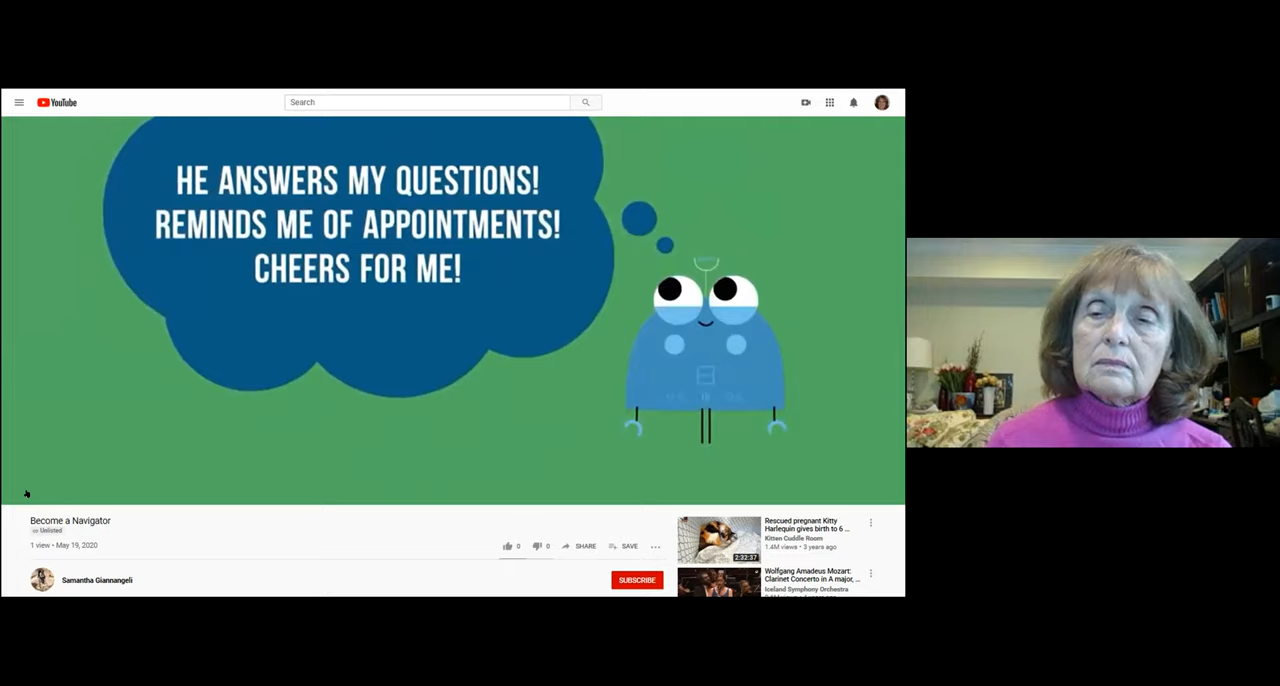 YouTube
Search
HE ANSWERS MY QUESTIONS!
REMINDS ME OF APPOINTMENTS!
CHEERS FOR ME!
Become a Navigator
Unlisted
1 view • May 19, 2020
0
0
SHARE
SAVE
Samantha Giannangeli
SUBSCRIBE
Rescued pregnant Kitty
Harlequin gives birth to 6 ...
Kitten Cuddle Room
1.4M views • 3 years ago
2:32:37
Wolfgang Amadeus Mozart:
Clarinet Concerto in A major, ...
Iceland Symphony Orchestra